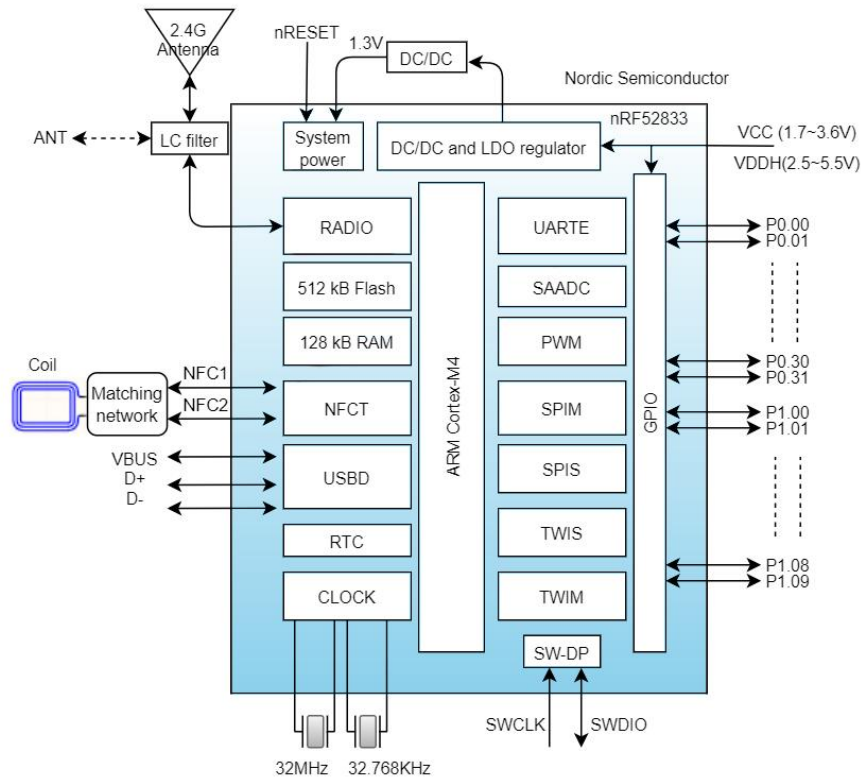 2.4G
Antenna
nRESET
1.3V
DC/DC
Nordic Semiconductor
nRF52833
ANT
LC filter
System
power
DC/DC and LDO regulator
VCC (1.7~3.6V)
VDDH(2.5~5.5V)
RADIO
UARTE
P0.00
P0.01
512 kB Flash
SAADC
128 kB RAM
PWM
P0.30
P0.31
Coil
Matching
network
NFC1
NFC2
NFCT
ARM Cortex-M4
SPIM
GPIO
P1.00
P1.01
VBUS
D+
D-
USBD
SPIS
RTC
TWIS
P1.08
P1.09
CLOCK
TWIM
SW-DP
SWCLK
SWDIO
32MHz
32.768KHz